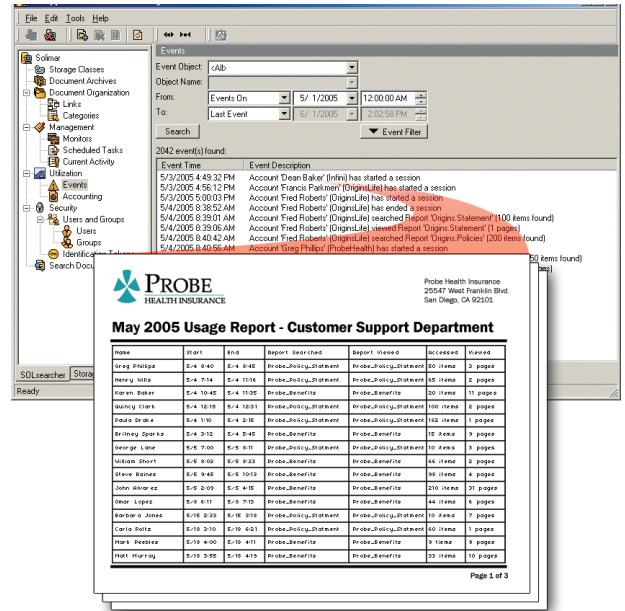 File Edit Tools Help
Solimar
Storage Classes
Document Archives
Document Organization
Links
Categories
Management
Monitors
Scheduled Tasks
Current Activity
Utilization
Events
Accounting
Security
Users and Groups
Users
Groups
Identification Tokens
Search Docu
SOLsearcher Storag
Ready
Events
Event Object: <All>
Object Name:
From: Events On 5/ 1/2005 12:00:00 AM
To: Last Event 6/ 1/2005 2:02:58 PM
Search Event Filter
2042 event(s) found:
Event Time Event Description
5/3/2005 4:49:32 PM Account 'Dean Baker' (Infini) has started a session
5/3/2005 4:56:12 PM Account 'Francis Parkmen' (OriginsLife) has started a session
5/3/2005 5:00:03 PM Account 'Fred Roberts' (OriginsLife) has started a session
5/4/2005 8:38:52 AM Account 'Fred Roberts' (OriginsLife) has ended a session
5/4/2005 8:39:01 AM Account 'Fred Roberts' (OriginsLife) searched Report 'Origins.Statement' (100 items found)
5/4/2005 8:39:06 AM Account 'Fred Roberts' (OriginsLife) viewed Report 'Origins.Statement' (1 pages)
5/4/2005 8:40:42 AM Account 'Fred Roberts' (OriginsLife) searched Report 'Origins.Policies' (200 items found)
5/4/2005 8:40:56 AM Account 'Greg Phillips' (ProbeHealth) has started a session
50 items found)
ges)
PROBE
HEALTH INSURANCE
Probe Health Insurance
25547 West Franklin Blvd.
San Diego, CA 92101
May 2005 Usage Report - Customer Support Department
Name Start End Report Searched Report Viewed Accessed Viewed
Greg Phillips 5/4 8:40 5/4 8:45 Probe_Policy_Statment Probe_Policy_Statment 50 items 3 pages
Henry Wills 5/4 7:14 5/4 11:16 Probe_Policy_Statment Probe_Policy_Statment 65 items 2 pages
Karen Baker 5/4 10:45 5/4 11:35 Probe_Benefits Probe_Benefits 20 items 11 pages
Quincy Clark 5/4 12:15 5/4 12:31 Probe_Policy_Statment Probe_Policy_Statment 100 items 2 pages
Paula Drake 5/4 1:10 5/4 2:15 Probe_Policy_Statment Probe_Policy_Statment 182 items 1 pages
Britney Sparks 5/4 3:12 5/4 5:45 Probe_Benefits Probe_Benefits 15 items 9 pages
George Lane 5/5 7:00 5/5 8:11 Probe_Policy_Statment Probe_Policy_Statment 10 items 3 pages
William Short 5/5 8:02 5/5 8:23 Probe_Benefits Probe_Benefits 66 items 2 pages
Steve Baines 5/5 9:45 5/5 10:13 Probe_Benefits Probe_Benefits 98 items 4 pages
John Alvarez 5/5 2:09 5/5 4:15 Probe_Benefits Probe_Benefits 210 items 31 pages
Omar Lopez 5/8 6:11 5/8 7:13 Probe_Benefits Probe_Benefits 44 items 6 pages
Barbara Jones 5/15 2:33 5/15 3:18 Probe_Policy_Statment Probe_Policy_Statment 10 items 7 pages
Carla Poltz 5/18 3:10 5/18 6:21 Probe_Policy_Statment Probe_Policy_Statment 60 items 1 pages
Mark Peebles 5/18 4:00 5/18 4:11 Probe_Benefits Probe_Benefits 9 items 9 pages
Matt Murray 5/18 3:55 5/18 4:19 Probe_Benefits Probe_Benefits 33 items 10 pages
Page 1 of 3